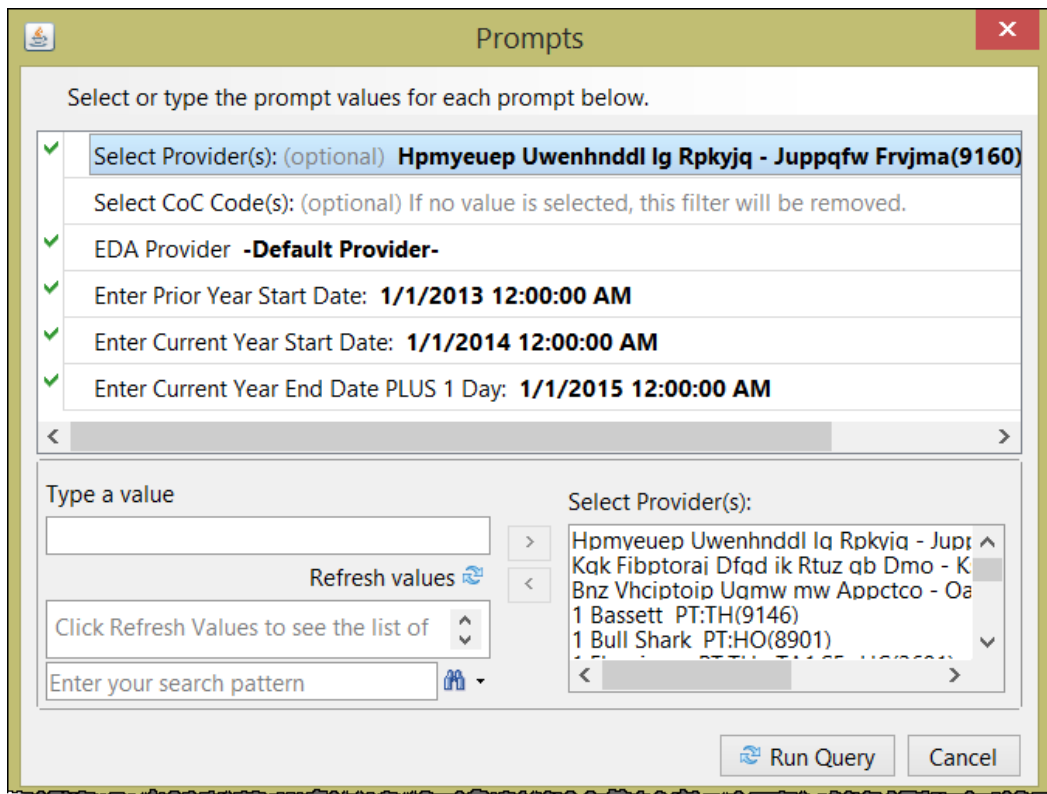 Prompts
Select or type the prompt values for each prompt below.
Select Provider(s): (optional) Hpmyeuep Uwenhnddl lg Rpkyjq - Juppqfw Frvjma(9160)
Select CoC Code(s): (optional) If no value is selected, this filter will be removed.
EDA Provider -Default Provider-
Enter Prior Year Start Date: 1/1/2013 12:00:00 AM
Enter Current Year Start Date: 1/1/2014 12:00:00 AM
Enter Current Year End Date PLUS 1 Day: 1/1/2015 12:00:00 AM
Type a value
Refresh values
Click Refresh Values to see the list of
Enter your search pattern
Select Provider(s):
Hpmyeuep Uwenhnddl lg Rpkyjq - Jupp
Kqk Fibptoraj Dfqd ik Rtuz qb Dmo - K
Bnz Vhciptoip Uqmw mw Appctco - Oa
1 Bassett PT:TH(9146)
1 Bull Shark PT:HO(8901)
Run Query
Cancel